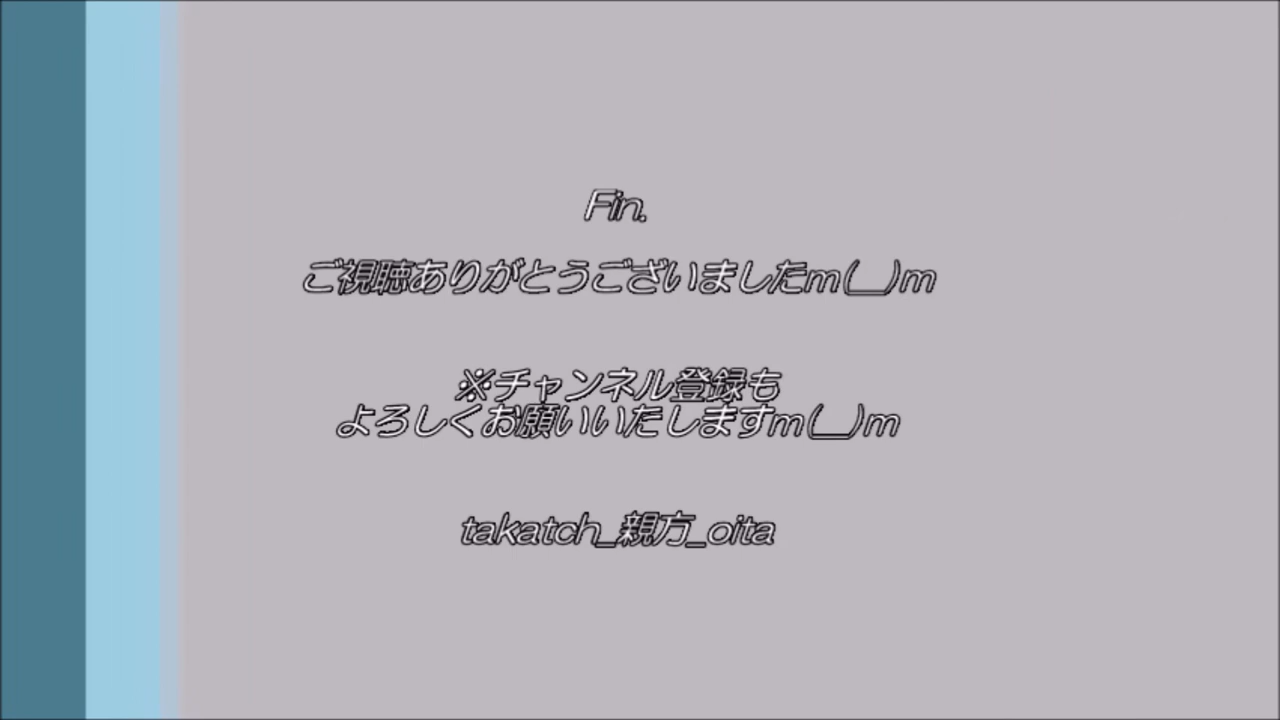 Fin.
ご視聴ありがとうございましたm(__)m
※チャンネル登録も
よろしくお願いいたしますm(__)m
takatch_親方_oita